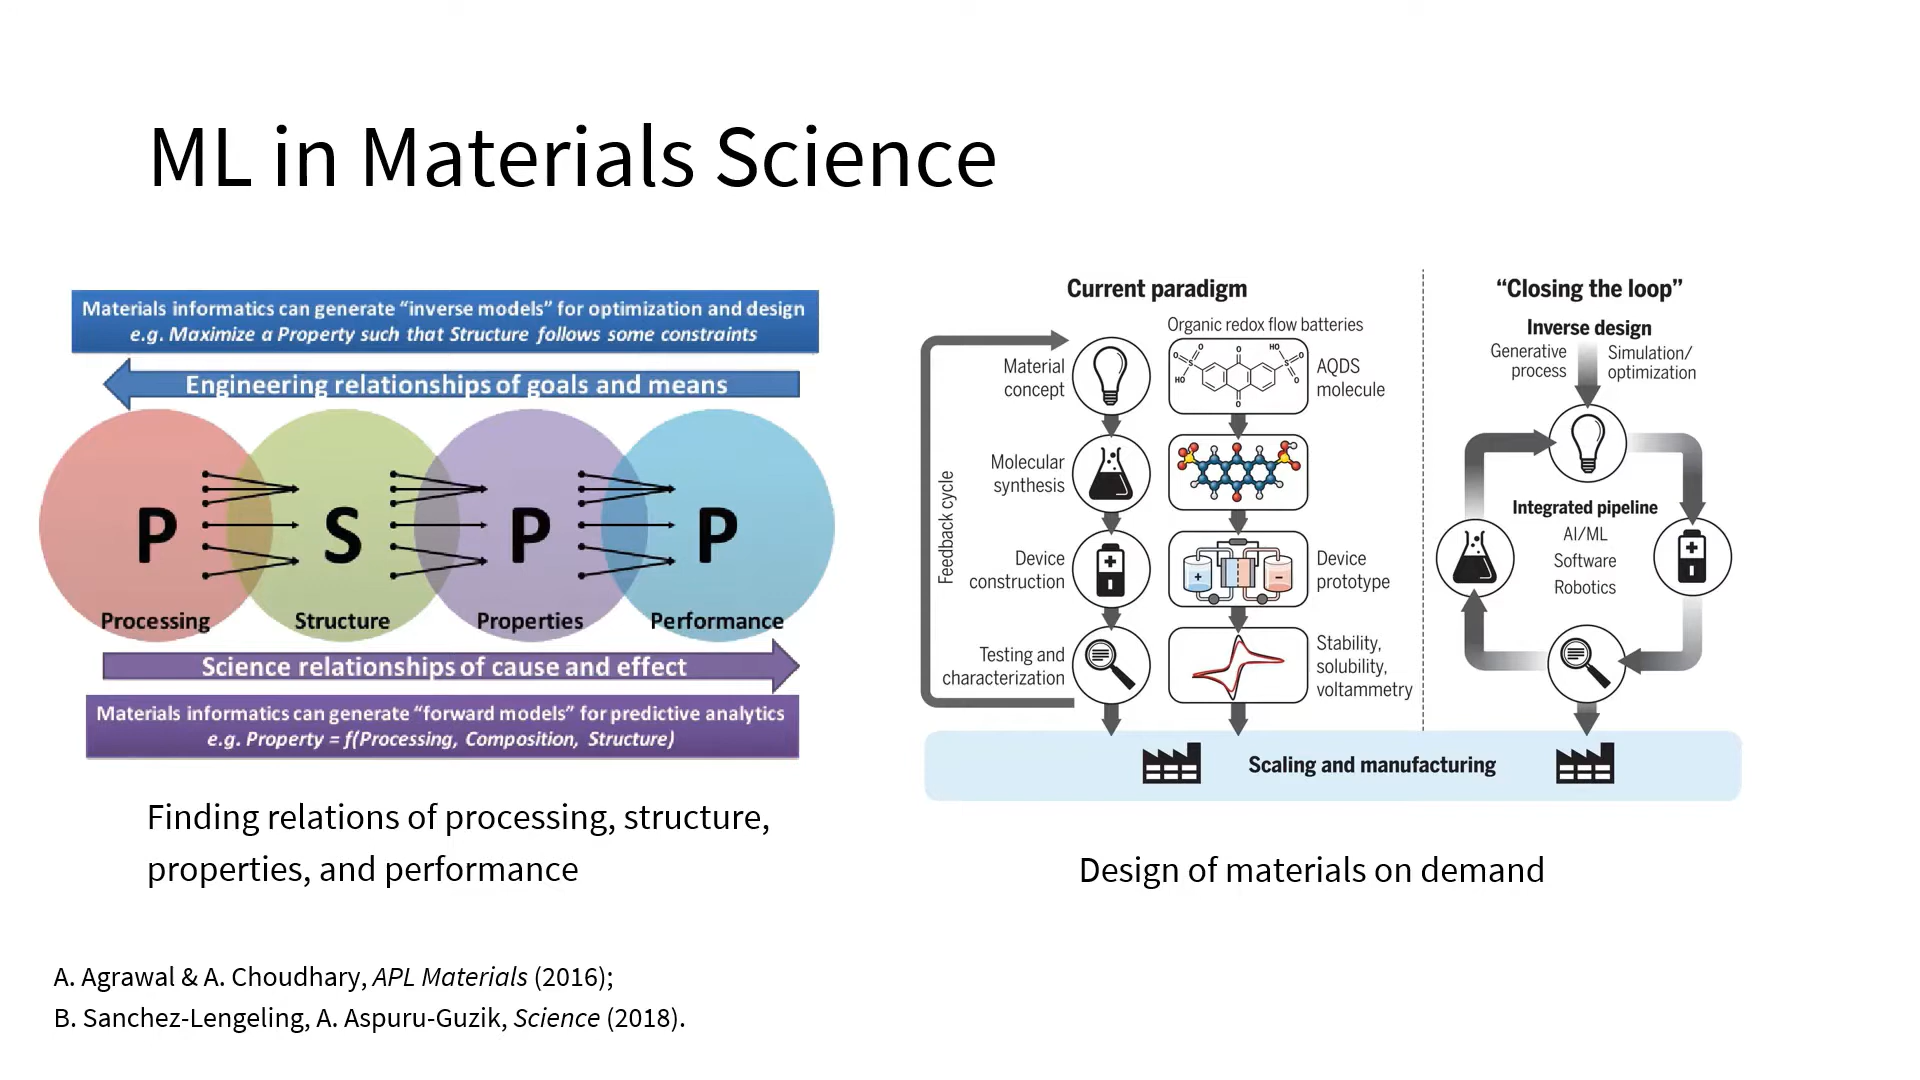 ML in Materials Science
Materials informatics can generate “inverse models” for optimization and design
e.g. Maximize a Property such that Structure follows some constraints
Engineering relationships of goals and means
P
S
P
P
Processing
Structure
Properties
Performance
Science relationships of cause and effect
Materials informatics can generate “forward models” for predictive analytics
e.g. Property = f(Processing, Composition, Structure)
Finding relations of processing, structure,
properties, and performance
Current paradigm
Organic redox flow batteries
Feedback cycle
Material
concept
O
O
S
HO
O
O
HO
O
S
O
AQDS
molecule
Molecular
synthesis
Device
construction
+
−
Device
prototype
Testing and
characterization
Stability,
solubility,
voltammetry
“Closing the loop”
Inverse design
Generative
process
Simulation/
optimization
Integrated pipeline
AI/ML
Software
Robotics
Scaling and manufacturing
Design of materials on demand
A. Agrawal & A. Choudhary, APL Materials (2016);
B. Sanchez-Lengeling, A. Aspuru-Guzik, Science (2018).